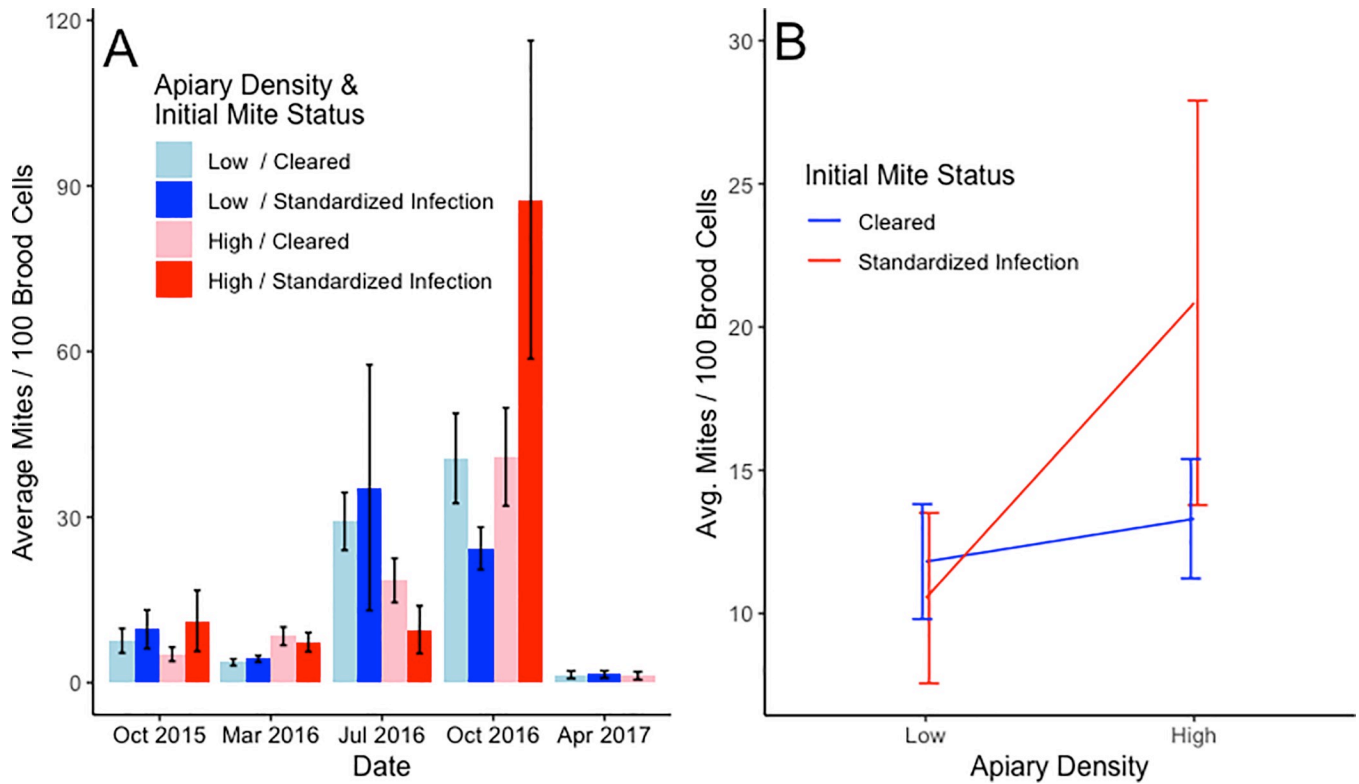 A
Apiary Density &
Initial Mite Status
Low / Cleared
Low / Standardized Infection
High / Cleared
High / Standardized Infection
Average Mites / 100 Brood Cells
120
90
60
30
0
Oct 2015 Mar 2016 Jul 2016 Oct 2016 Apr 2017
Date
B
Initial Mite Status
Cleared
Standardized Infection
Avg. Mites / 100 Brood Cells
30
25
20
15
10
Low High
Apiary Density